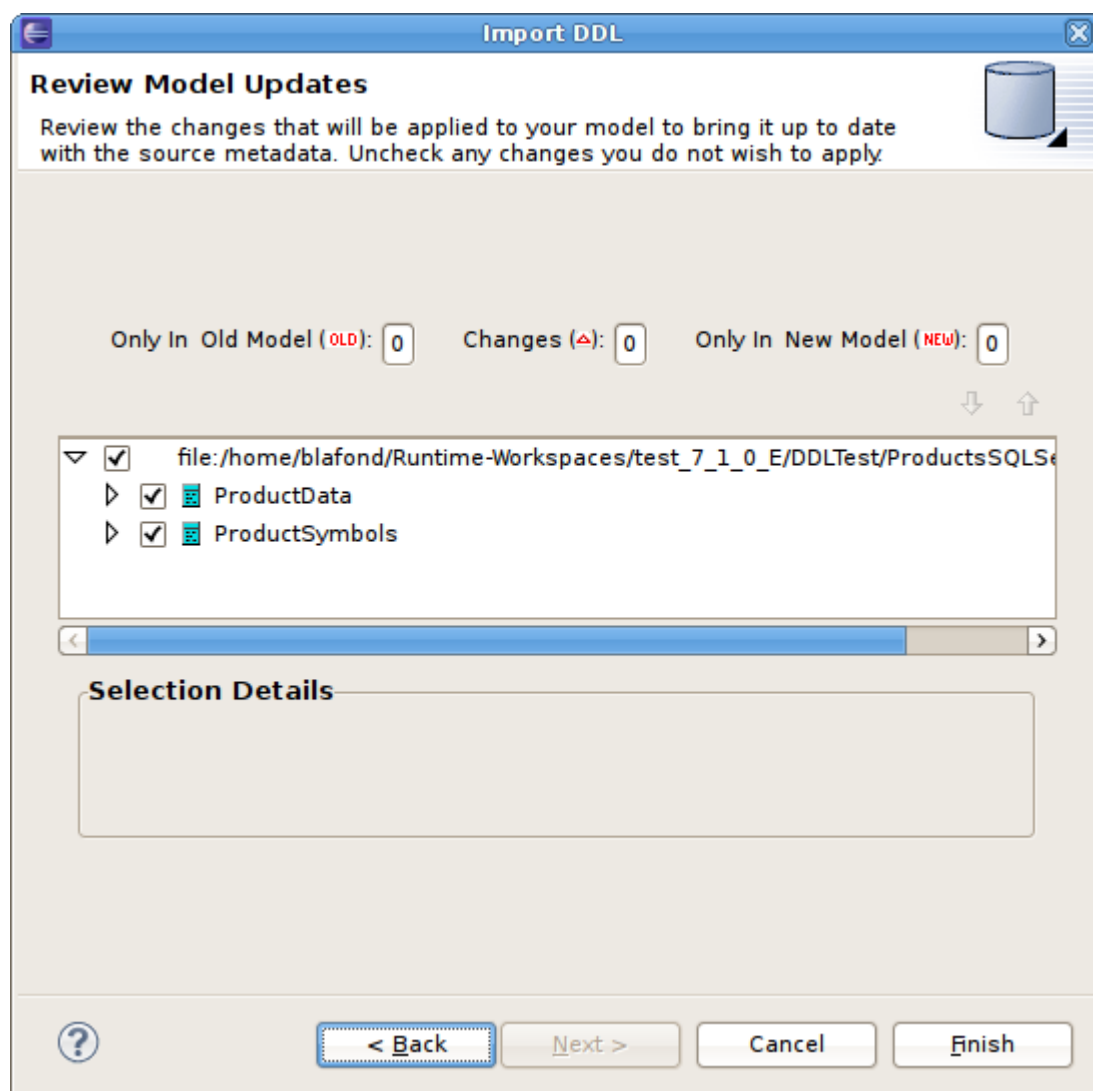 Import DDL
Review Model Updates
Review the changes that will be applied to your model to bring it up to date
with the source metadata. Uncheck any changes you do not wish to apply.
Only In Old Model (OLD): 0 Changes (△): 0 Only In New Model (NEW): 0
file:/home/blafond/Runtime-Workspaces/test_7_1_0_E/DDLTest/ProductsSQLSe
ProductData
ProductSymbols
Selection Details
? < Back Next > Cancel Finish